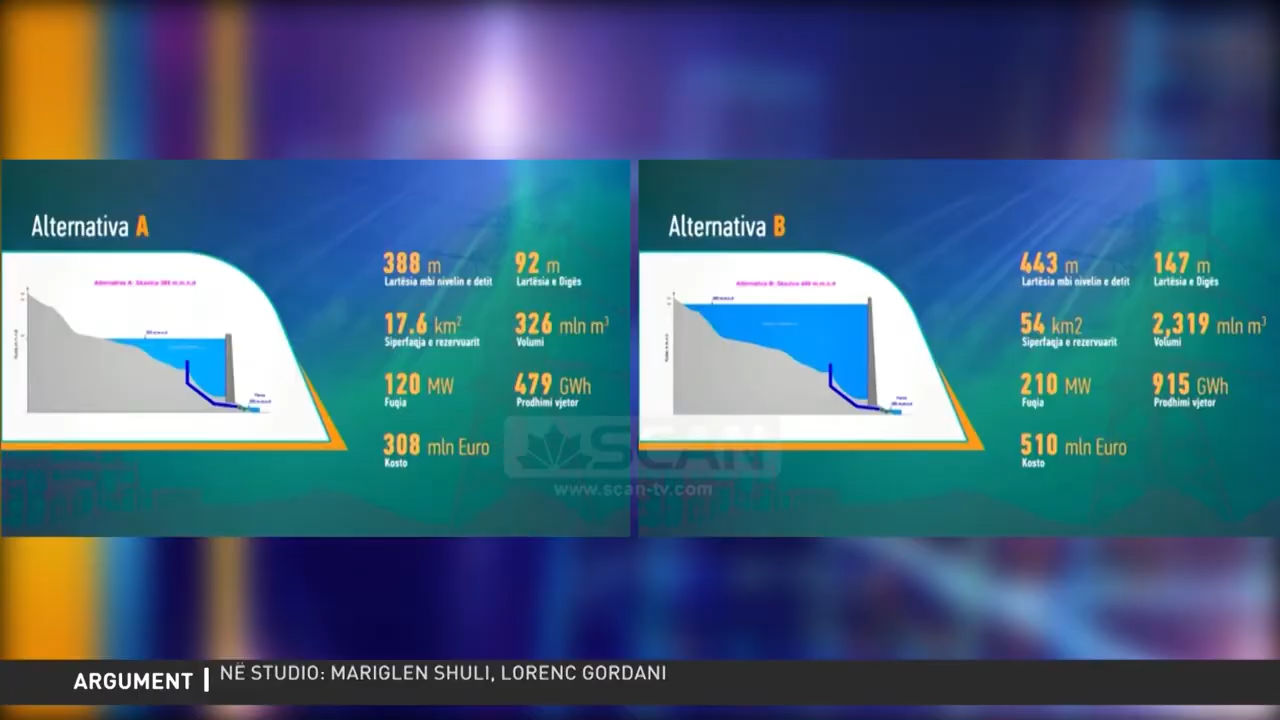 Alternativa A
388 m
Lartësia mbi nivelin e detit
92 m
Lartësia e Digës
17.6 km²
Siperfaqja e rezervuarit
326 mln m³
Volumi
120 MW
Fuqia
479 GWh
Prodhimi vjetor
308 mln Euro
Kosto
Alternativa B
443 m
Lartësia mbi nivelin e detit
147 m
Lartësia e Digës
54 km2
Siperfaqja e rezervuarit
2,319 mln m³
Volumi
210 MW
Fuqia
915 GWh
Prodhimi vjetor
510 mln Euro
Kosto
SCAN
www.scan-tv.com
ARGUMENT
NË STUDIO: MARIGLEN SHULI, LORENC GORDANI